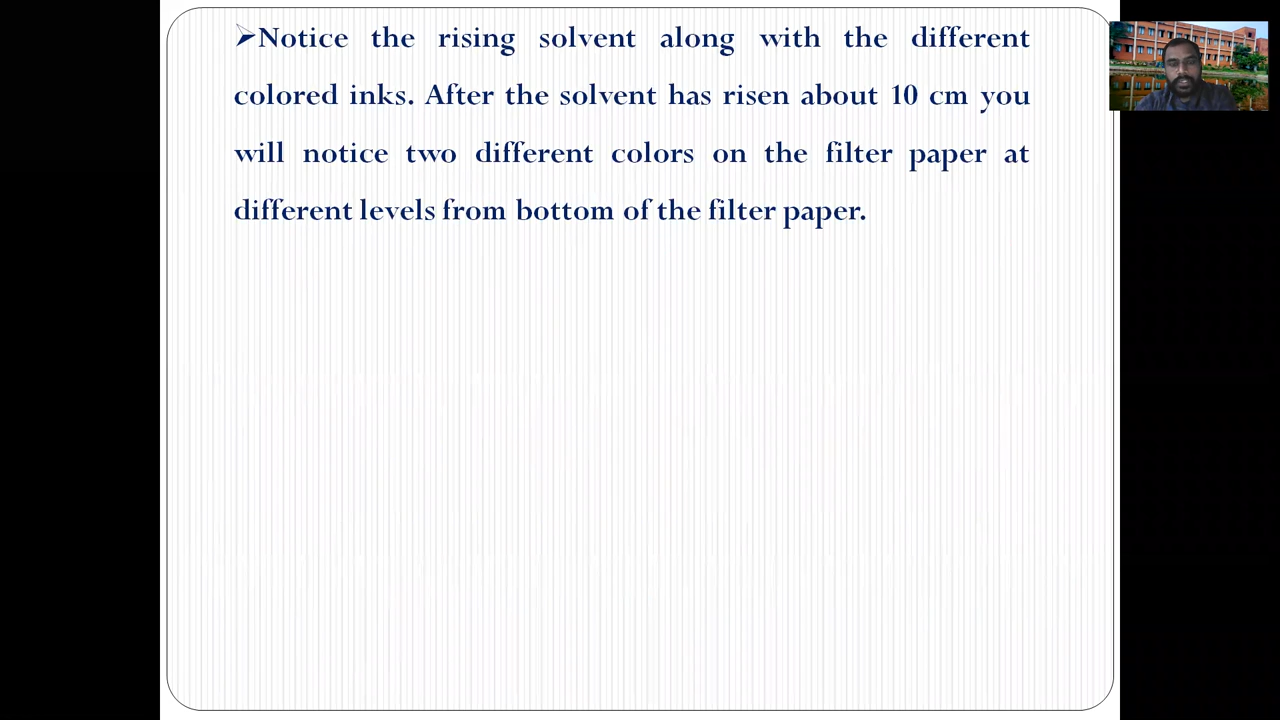 ➢Notice the rising solvent along with the different
colored inks. After the solvent has risen about 10 cm you
will notice two different colors on the filter paper at
different levels from bottom of the filter paper.